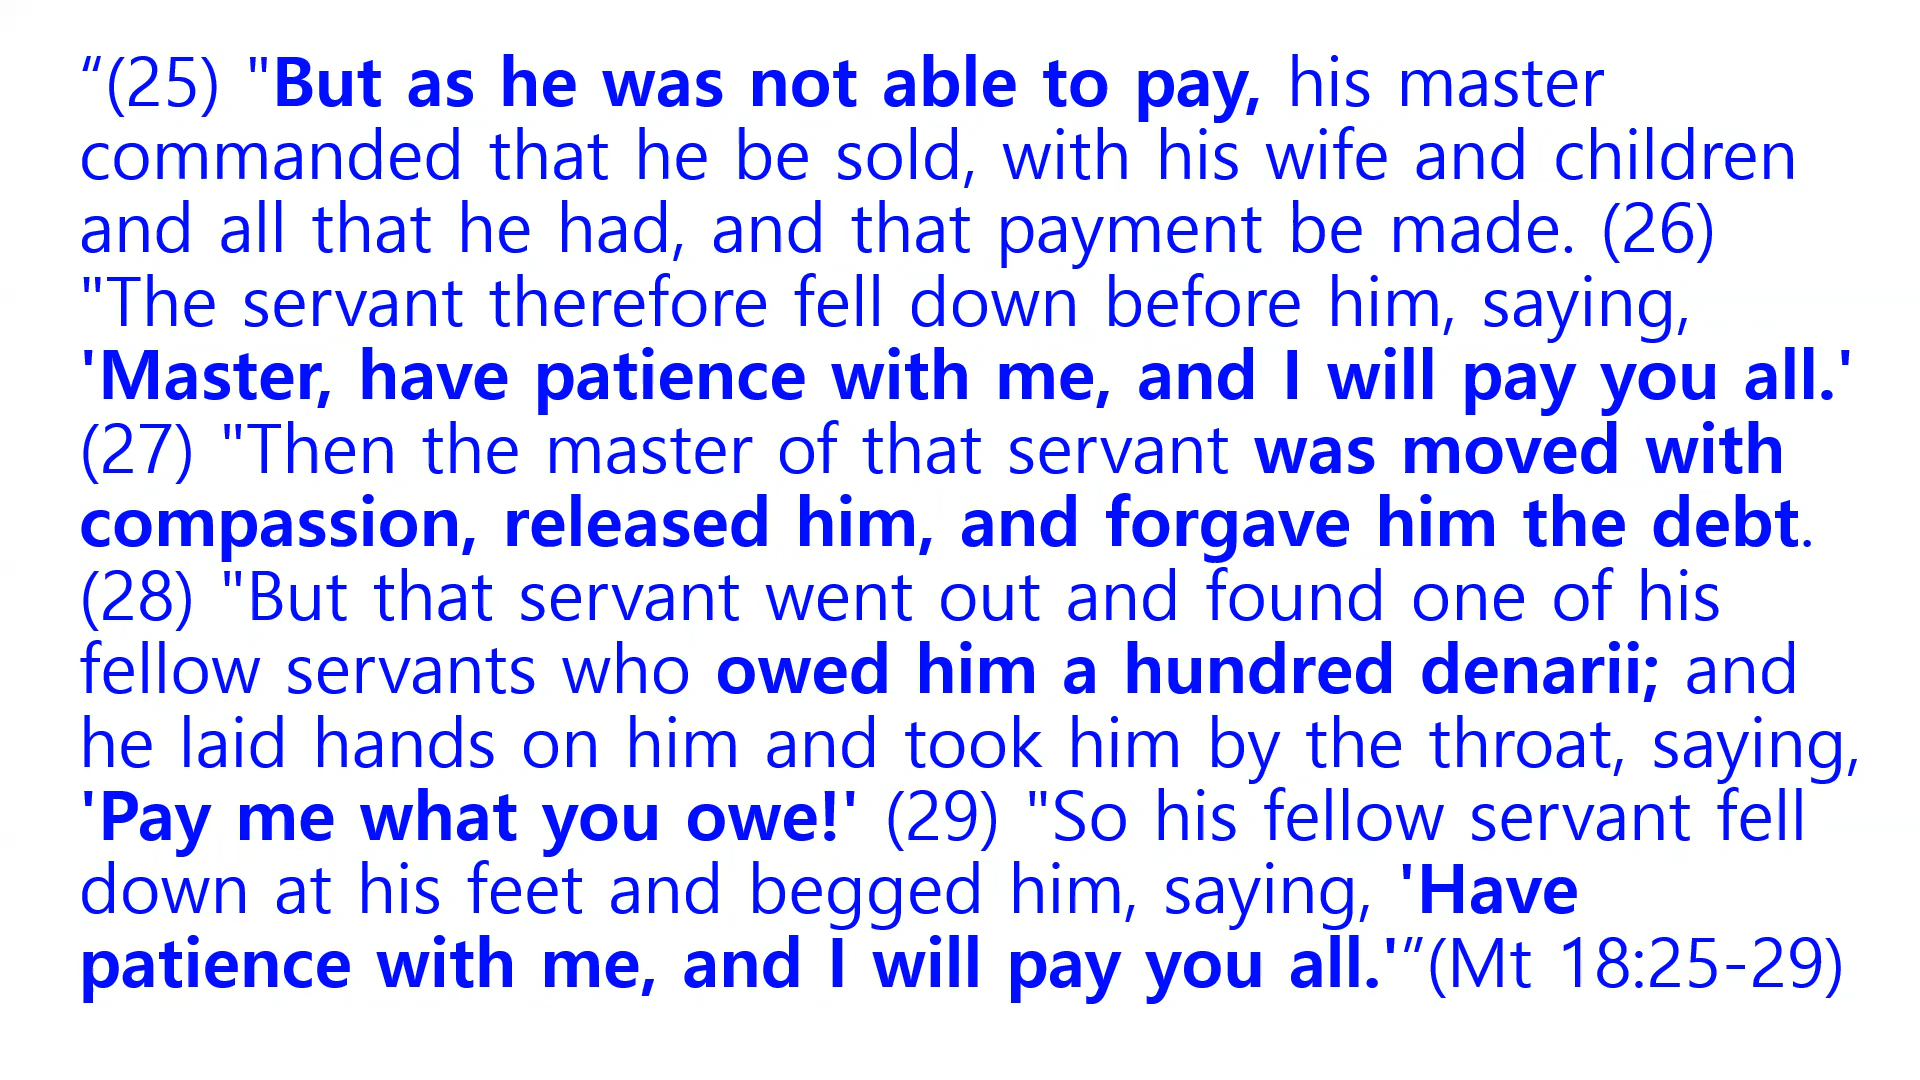 “(25) "But as he was not able to pay, his master
commanded that he be sold, with his wife and children
and all that he had, and that payment be made. (26)
"The servant therefore fell down before him, saying,
'Master, have patience with me, and I will pay you all.'
(27) "Then the master of that servant was moved with
compassion, released him, and forgave him the debt.
(28) "But that servant went out and found one of his
fellow servants who owed him a hundred denarii; and
he laid hands on him and took him by the throat, saying,
'Pay me what you owe!' (29) "So his fellow servant fell
down at his feet and begged him, saying, 'Have
patience with me, and I will pay you all.'”(Mt 18:25-29)